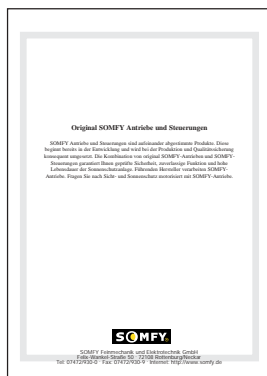 Original SOMFY Antriebe und Steuerungen
SOMFY Antriebe und Steuerungen sind aufeinander abgestimmte Produkte. Diese
beginnt bereits in der Entwicklung und wird bei der Produktion und Qualitätssicherung
konsequent umgesetzt. Die Kombination von original SOMFY-Antrieben und SOMFY-
Steuerungen garantiert Ihnen geprüfte Sicherheit, zuverlässige Funktion und hohe
Lebensdauer der Sonnenschutzanlage. Führenden Hersteller verarbeiten SOMFY-
Antriebe. Fragen Sie nach Sicht- und Sonnenschutz motorisiert mit SOMFY-Antriebe.
SOMFY
SOMFY Feinmechanik und Elektrotechnik GmbH
Felix-Wankel-Straße 50 · 72108 Rottenburg/Neckar
Tel: 07472/930-0 · Fax: 07472/930-9 · Internet: http://www.somfy.de